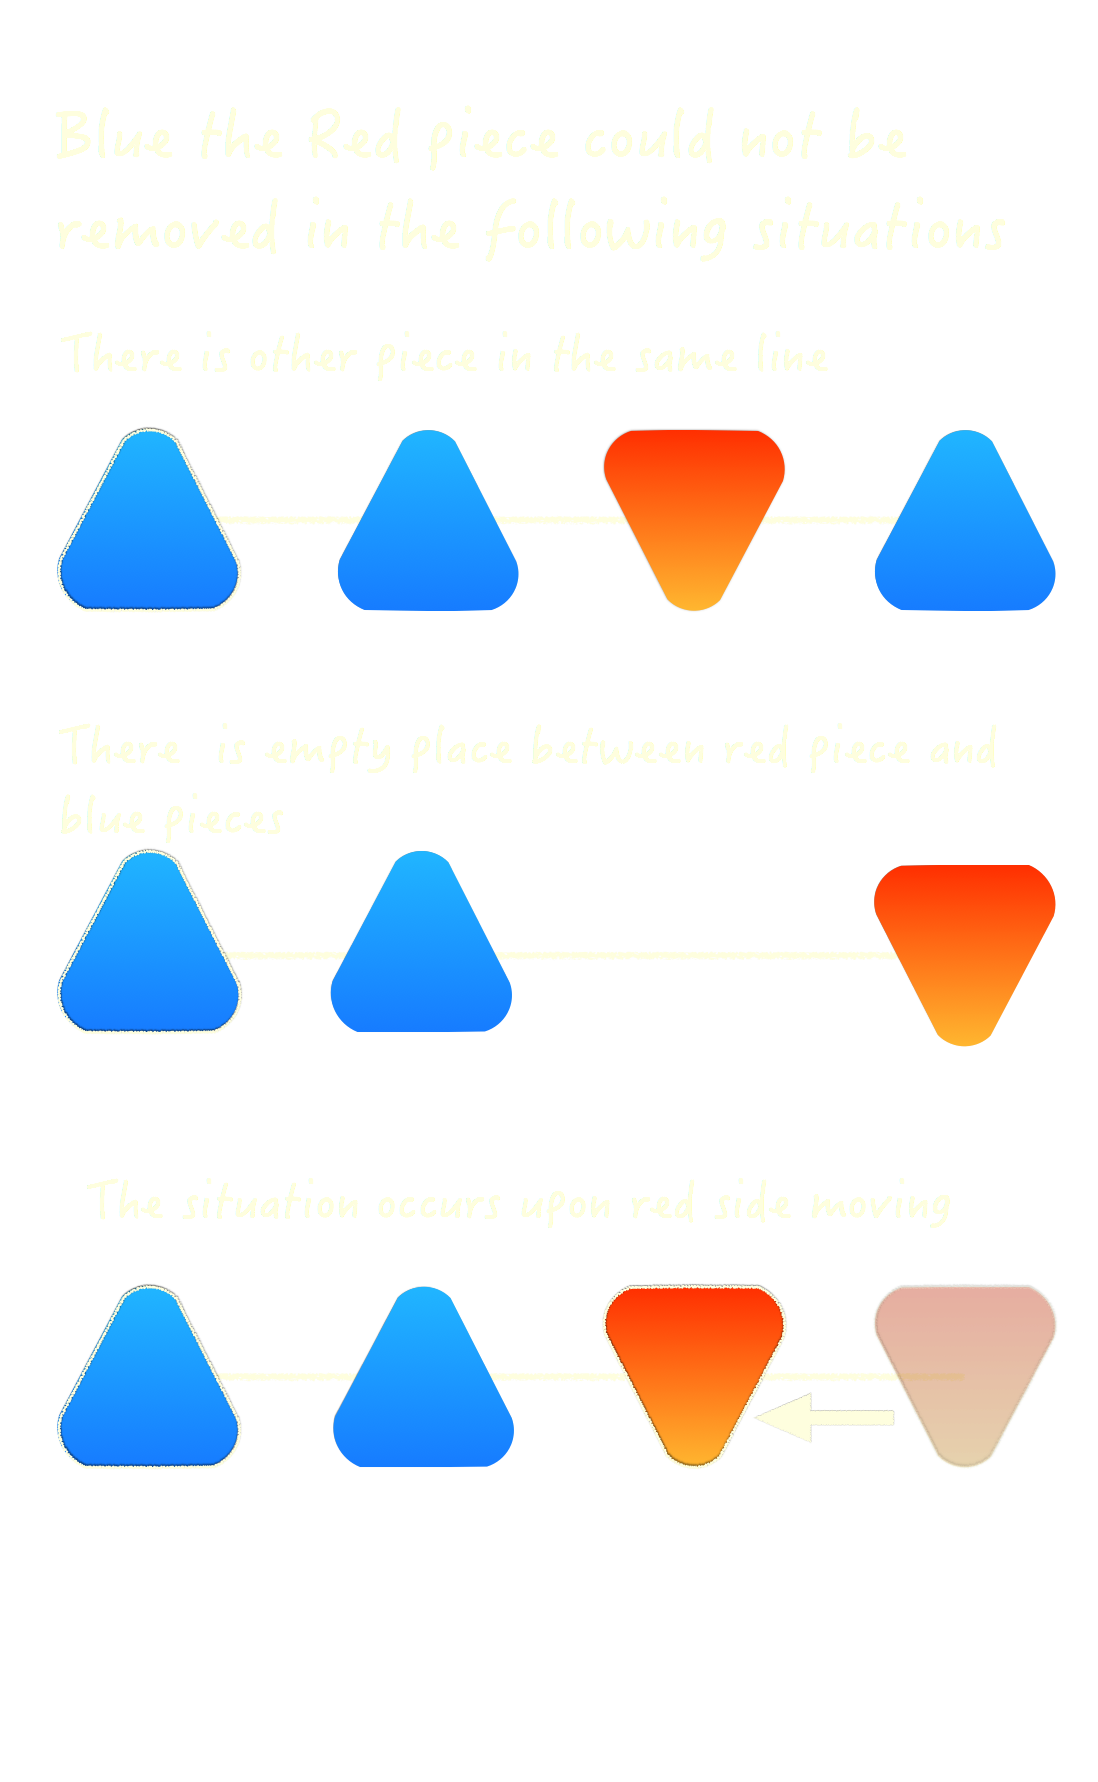 Blue the Red piece could not be
removed in the following situations
There is other piece in the same line
There is empty place between red piece and
blue pieces
The situation occurs upon red side moving